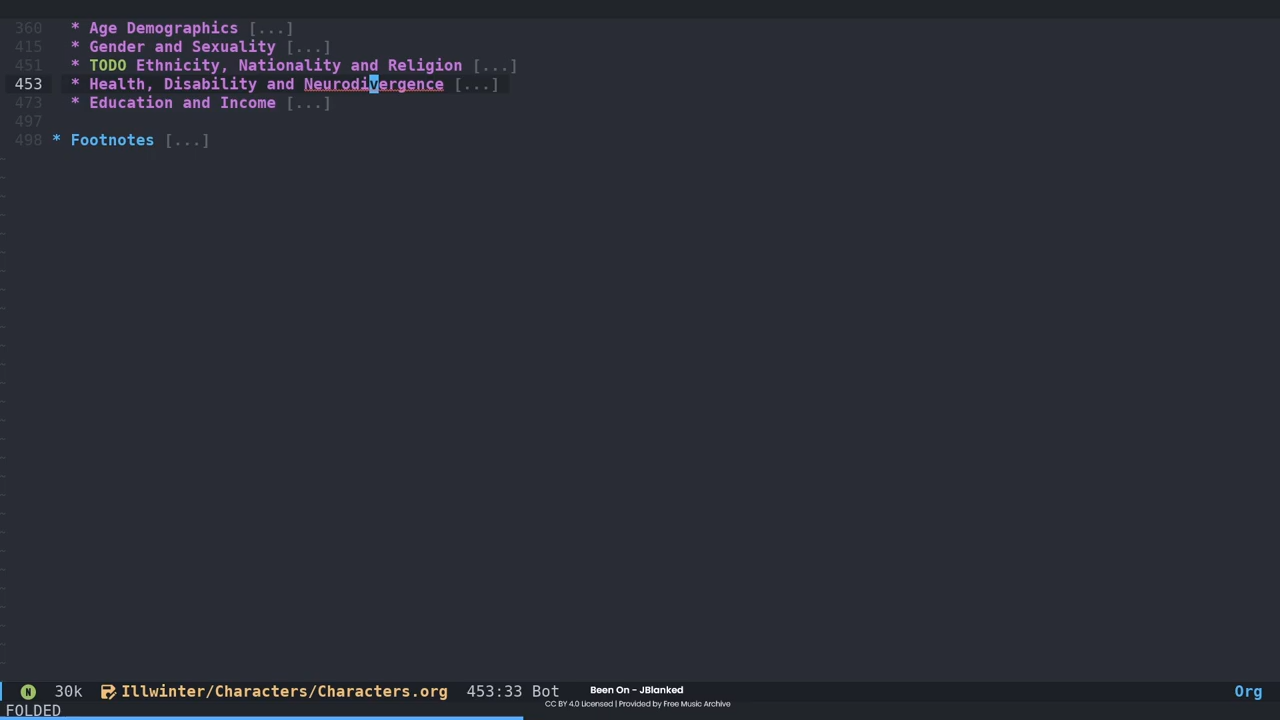 360 * Age Demographics [...]
415 * Gender and Sexuality [...]
451 * TODO Ethnicity, Nationality and Religion [...]
453 * Health, Disability and Neurodivergence [...]
473 * Education and Income [...]
497
498 * Footnotes [...]
N 30k Illwinter/Characters/Characters.org 453:33 Bot Been On - JBlanked Org
CC BY 4.0 Licensed | Provided by Free Music Archive
FOLDED